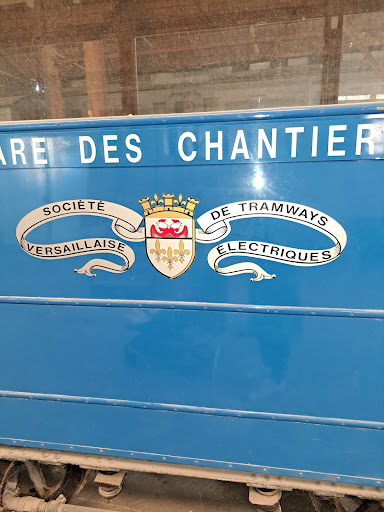 ARE DES CHANTIER
SOCIÉTÉ
VERSAILLAISE
DE TRAMWAYS
ÉLECTRIQUES